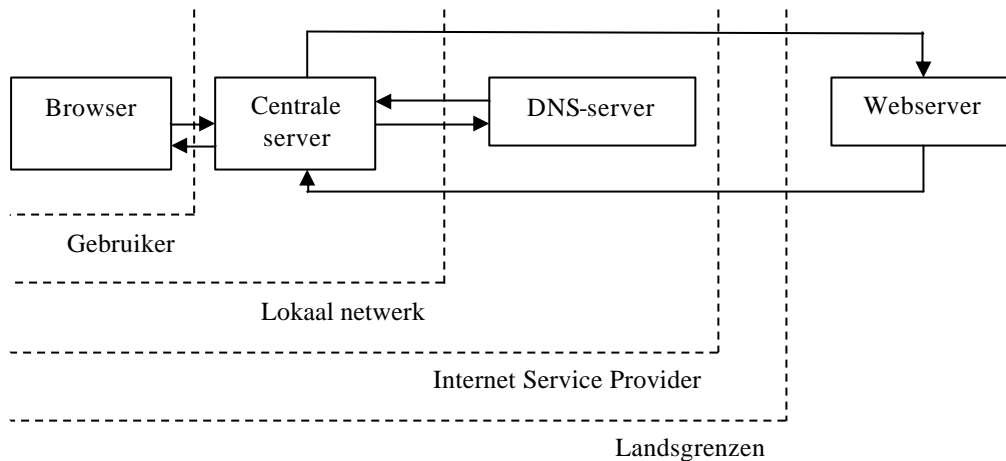 Browser
Centrale
server
DNS-server
Webserver
Gebruiker
Lokaal netwerk
Internet Service Provider
Landsgrenzen